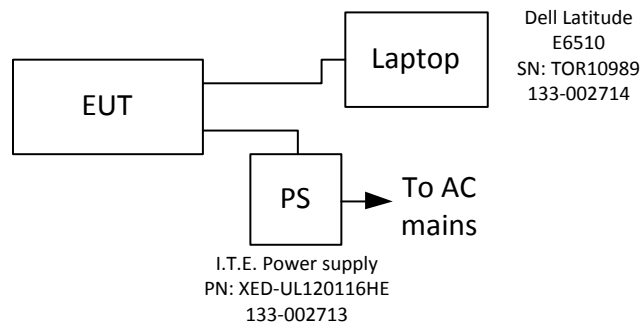 Dell Latitude
E6510
SN: TOR10989
133-002714
Laptop
EUT
PS
To AC
mains
I.T.E. Power supply
PN: XED-UL120116HE
133-002713